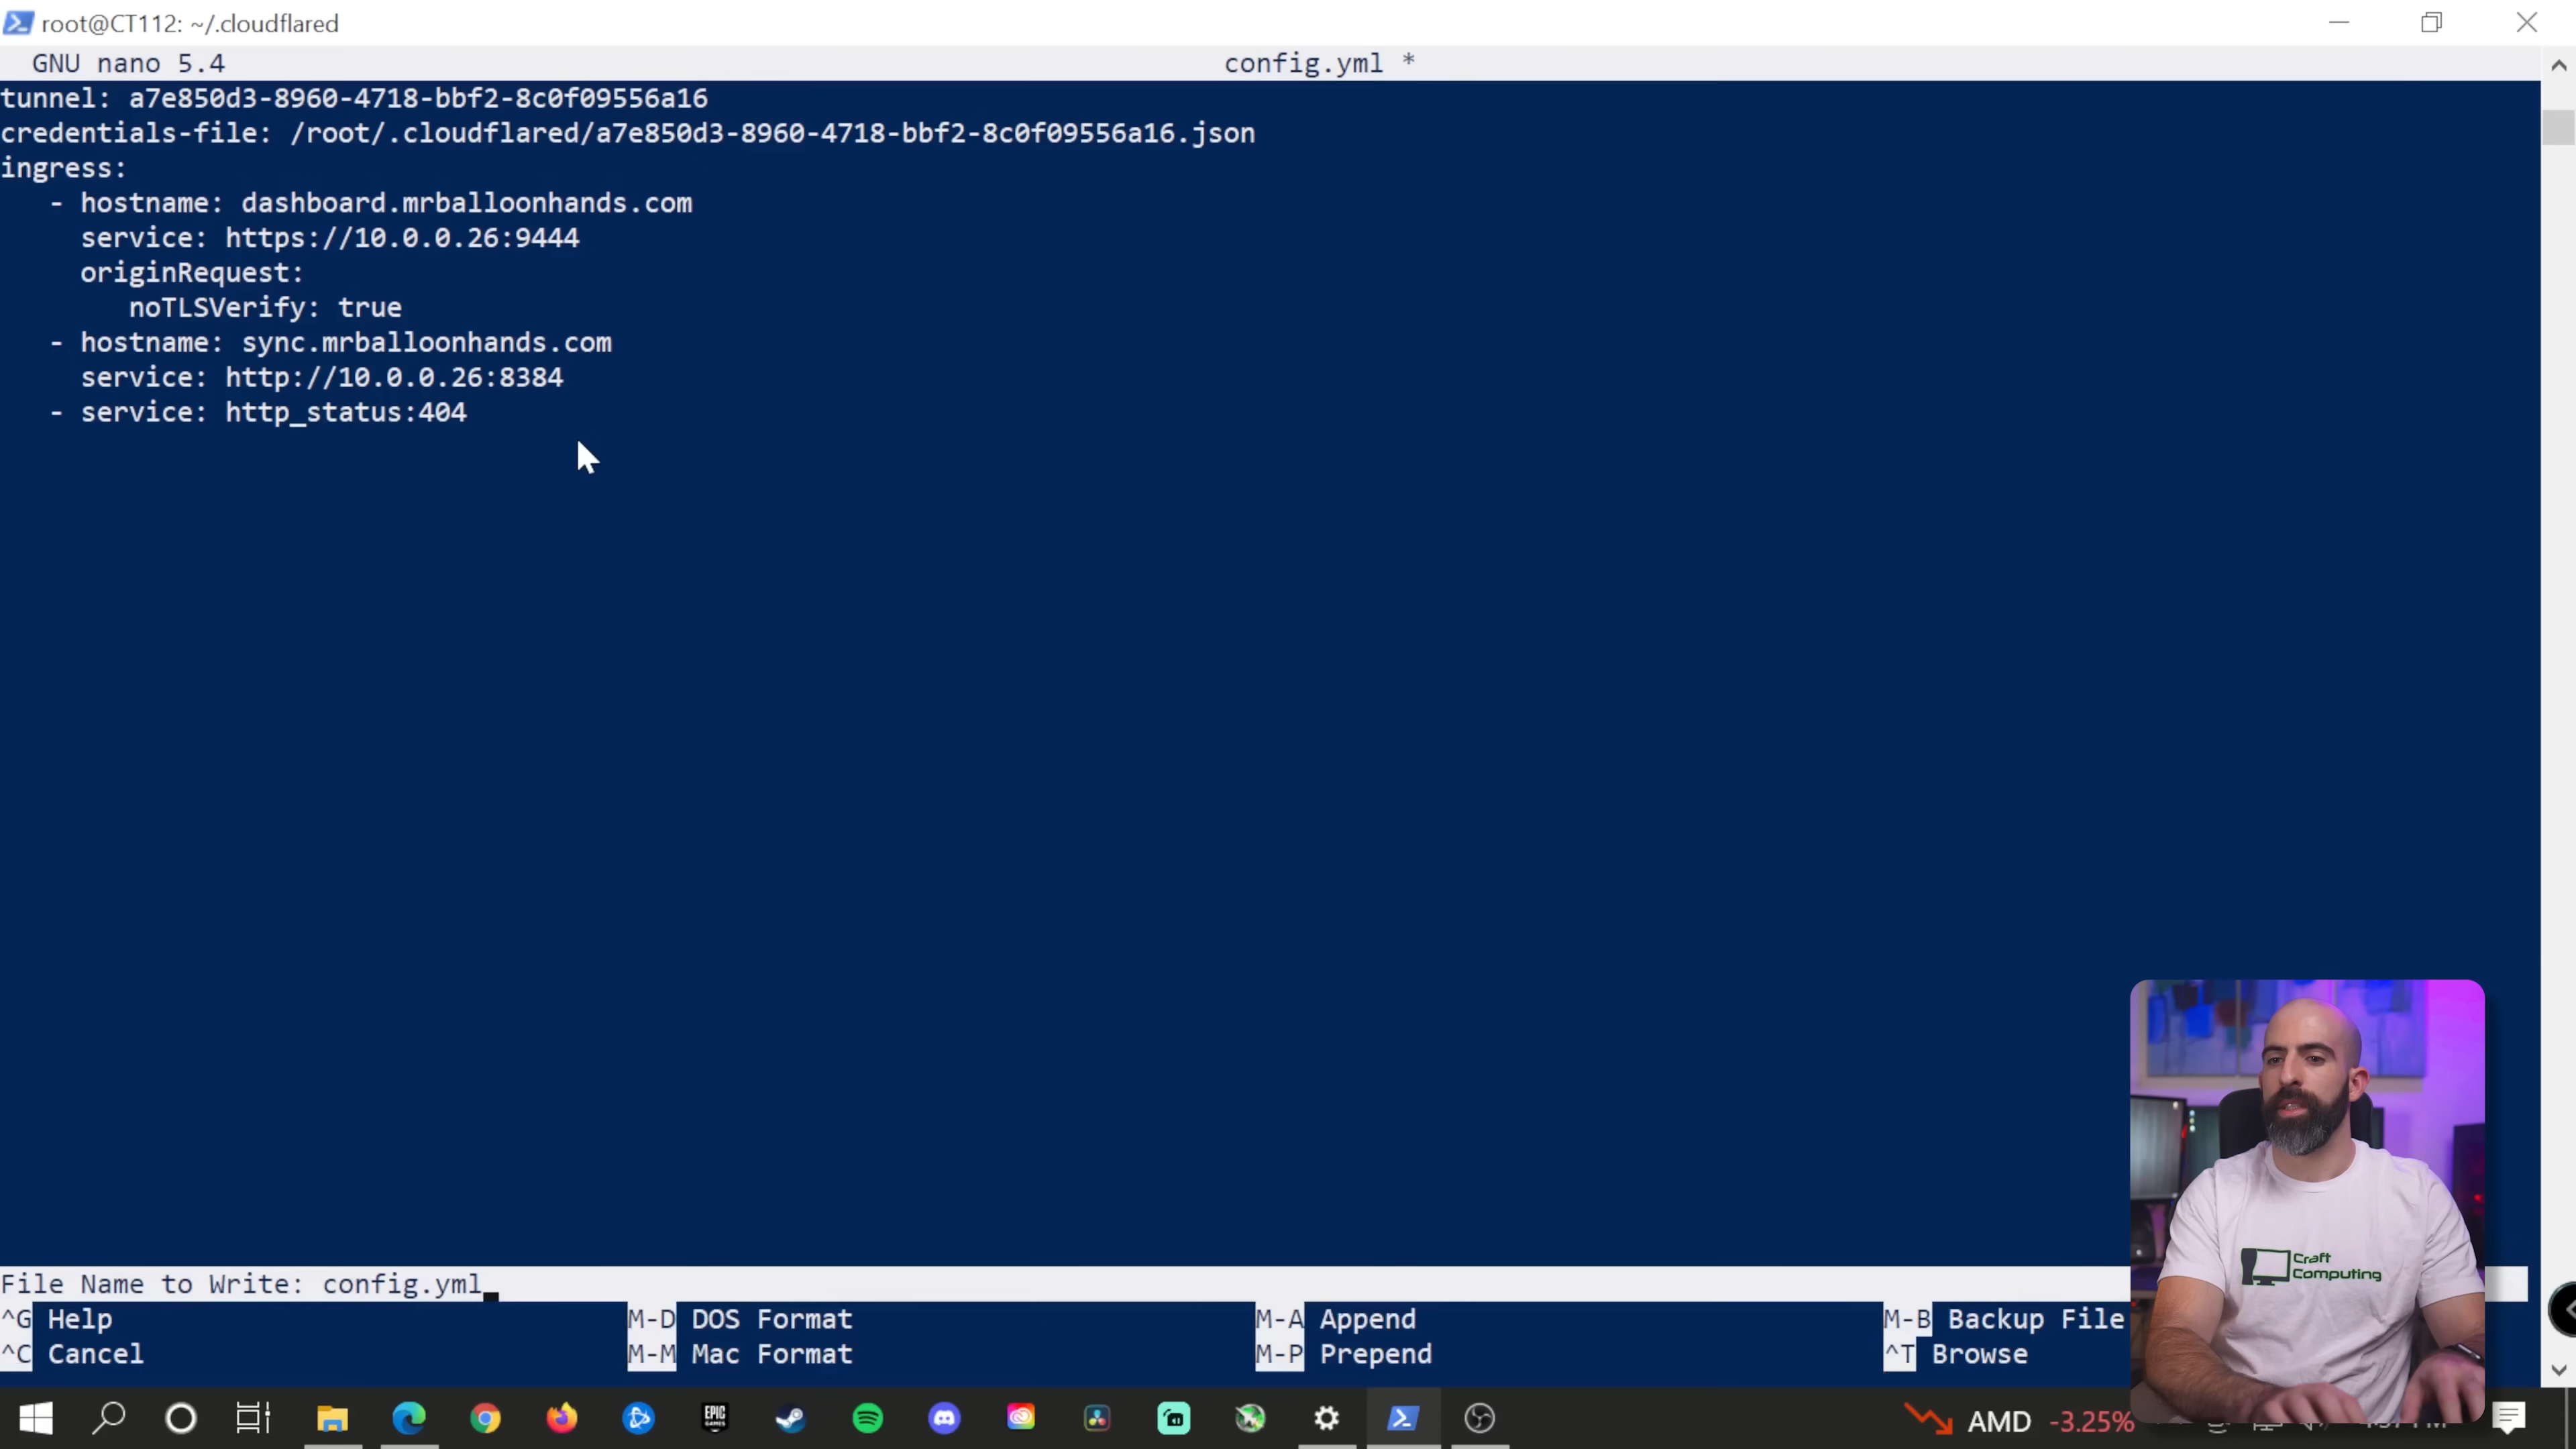 root@CT112: ~/.cloudflared
GNU nano 5.4 config.yml *
tunnel: a7e850d3-8960-4718-bbf2-8c0f09556a16
credentials-file: /root/.cloudflared/a7e850d3-8960-4718-bbf2-8c0f09556a16.json
ingress:
- hostname: dashboard.mrballoonhands.com
service: https://10.0.0.26:9444
originRequest:
noTLSVerify: true
- hostname: sync.mrballoonhands.com
service: http://10.0.0.26:8384
- service: http_status:404
Craft
Computing
File Name to Write: config.yml
^G Help M-D DOS Format M-A Append M-B Backup File
^C Cancel M-M Mac Format M-P Prepend ^T Browse
EPIC
GAMES
AMD -3.25%